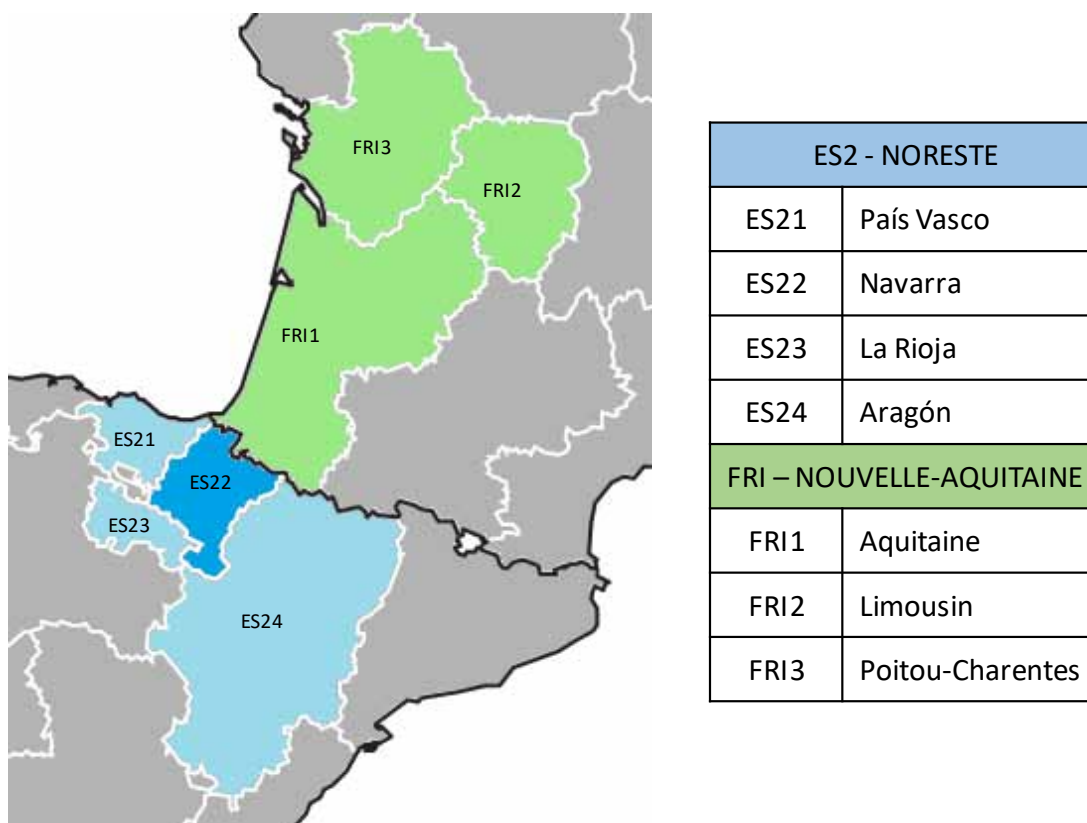 FRI3
FRI2
FRI1
ES21
ES22
ES23
ES24
ES2 - NORESTE
ES21 País Vasco
ES22 Navarra
ES23 La Rioja
ES24 Aragón
FRI – NOUVELLE-AQUITAINE
FRI1 Aquitaine
FRI2 Limousin
FRI3 Poitou-Charentes